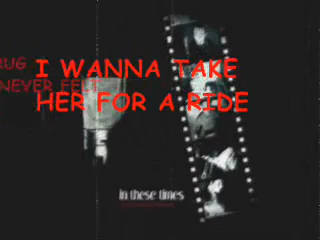 RUG
I WANNA TAKE
NEVER FELT
HER FOR A RIDE
in these times